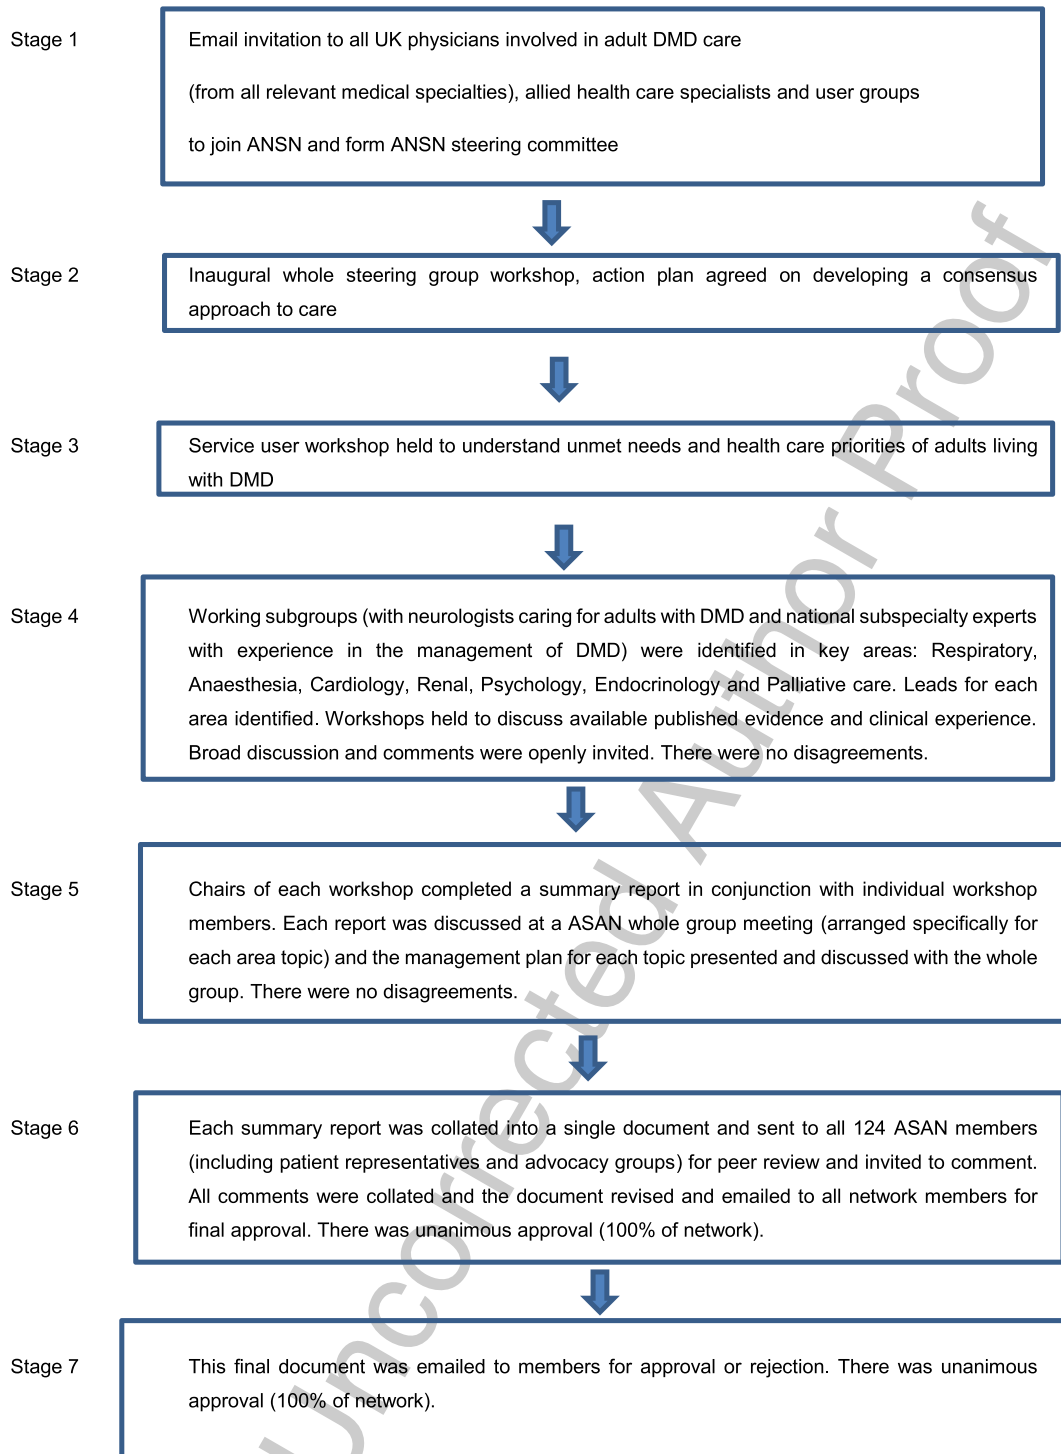 Stage 1
Email invitation to all UK physicians involved in adult DMD care
(from all relevant medical specialties), allied health care specialists and user groups
to join ANSN and form ANSN steering committee
Stage 2
Inaugural whole steering group workshop, action plan agreed on developing a consensus
approach to care
Stage 3
Service user workshop held to understand unmet needs and health care priorities of adults living
with DMD
Stage 4
Working subgroups (with neurologists caring for adults with DMD and national subspecialty experts
with experience in the management of DMD) were identified in key areas: Respiratory,
Anaesthesia, Cardiology, Renal, Psychology, Endocrinology and Palliative care. Leads for each
area identified. Workshops held to discuss available published evidence and clinical experience.
Broad discussion and comments were openly invited. There were no disagreements.
Stage 5
Chairs of each workshop completed a summary report in conjunction with individual workshop
members. Each report was discussed at a ASAN whole group meeting (arranged specifically for
each area topic) and the management plan for each topic presented and discussed with the whole
group. There were no disagreements.
Stage 6
Each summary report was collated into a single document and sent to all 124 ASAN members
(including patient representatives and advocacy groups) for peer review and invited to comment.
All comments were collated and the document revised and emailed to all network members for
final approval. There was unanimous approval (100% of network).
Stage 7
This final document was emailed to members for approval or rejection. There was unanimous
approval (100% of network).
Uncorrected Author Proof